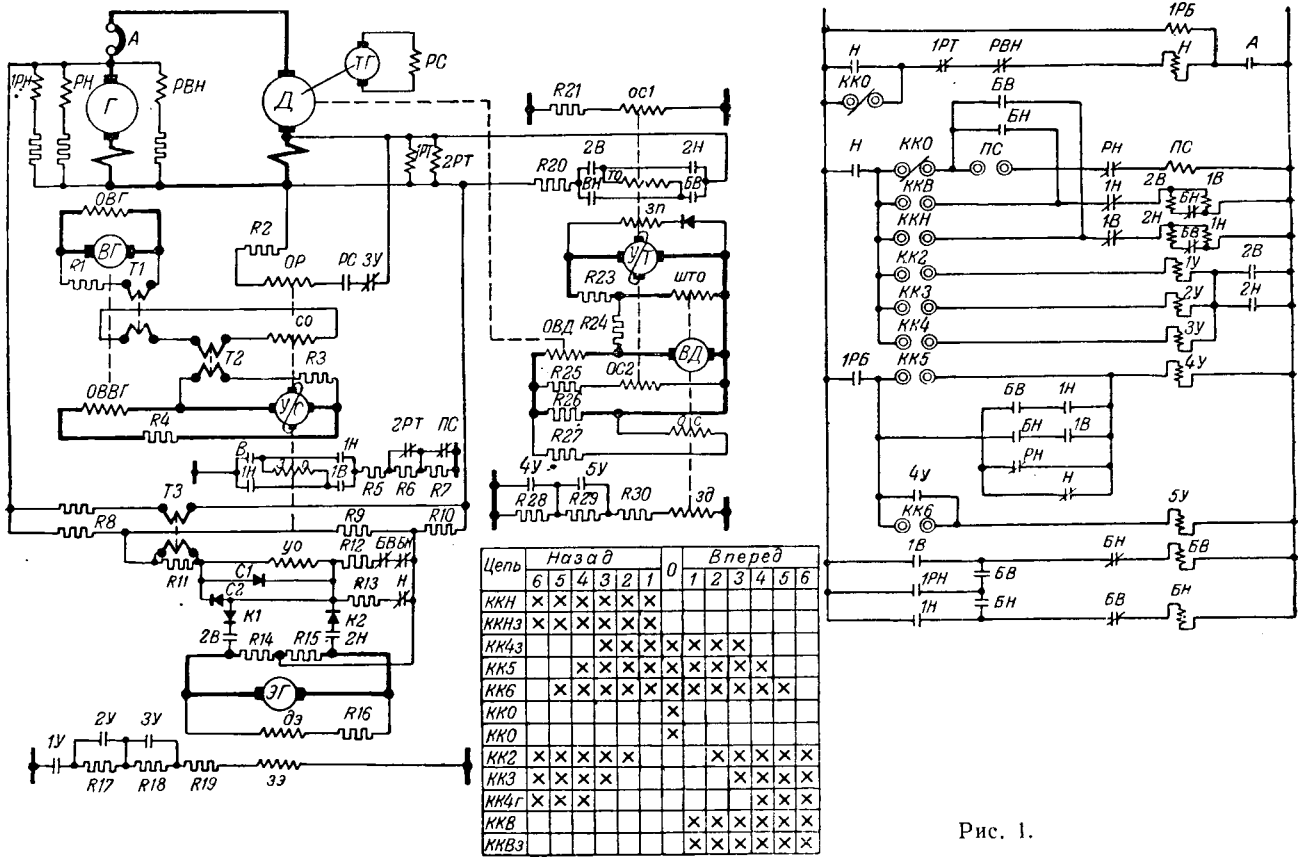 А
1РН
РН
РВН
Г
Д
ТГ
РС
1РТ
2РТ
ОВГ
ВГ
R1
Т1
R2
ОР
РС
3У
СО
Т2
R3
ОВВГ
У/С
R4
В
1Н
1Н
1В
R5
R6
R7
2РТ
ПС
Т3
R8
R9
R10
R11
УО
R12
БВ
БН
С1
С2
R13
Н
К1
К2
2В
R14
R15
2Н
ЭГ
дэ
R16
1У
2У
3У
R17
R18
R19
зэ
R21
ос1
R20
2В
2Н
то
БН
БВ
зп
У/Т
R23
што
R24
ОВД
ВД
R25
ОС2
R26
R27
4У
5У
R28
R29
R30
зд
Цепь Назад 0 Вперед
6 5 4 3 2 1 1 2 3 4 5 6
ККН × × × × × ×
ККНз × × × × × ×
КК4з × × × × × × ×
КК5 × × × × × × × × ×
КК6 × × × × × × × × × × ×
ККО ×
ККО ×
КК2 × × × × × × × × × ×
КК3 × × × × × × × ×
КК4г × × × × × ×
ККВ × × × × × ×
ККВз × × × × × ×
1РБ
Н
1РТ
РВН
Н
А
ККО
БВ
БН
Н
ККО
ПС
РН
ПС
ККВ
1Н
2В
БН
1В
ККН
1В
2Н
БВ
1Н
КК2
1У
2В
КК3
2У
2Н
КК4
3У
1РБ
КК5
4У
БВ
1Н
БН
1В
РН
Н
4У
КК6
5У
1В
БН
БВ
1РН
БВ
1Н
БН
БВ
БН
Рис. 1.